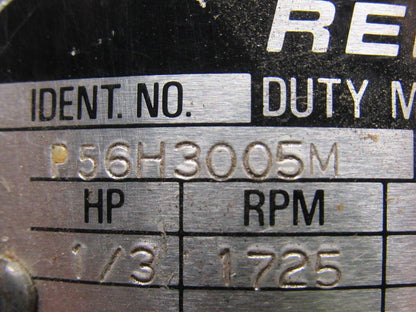 RE
IDENT. NO. DUTY M
P56H3005M
HP RPM
1/3 1725